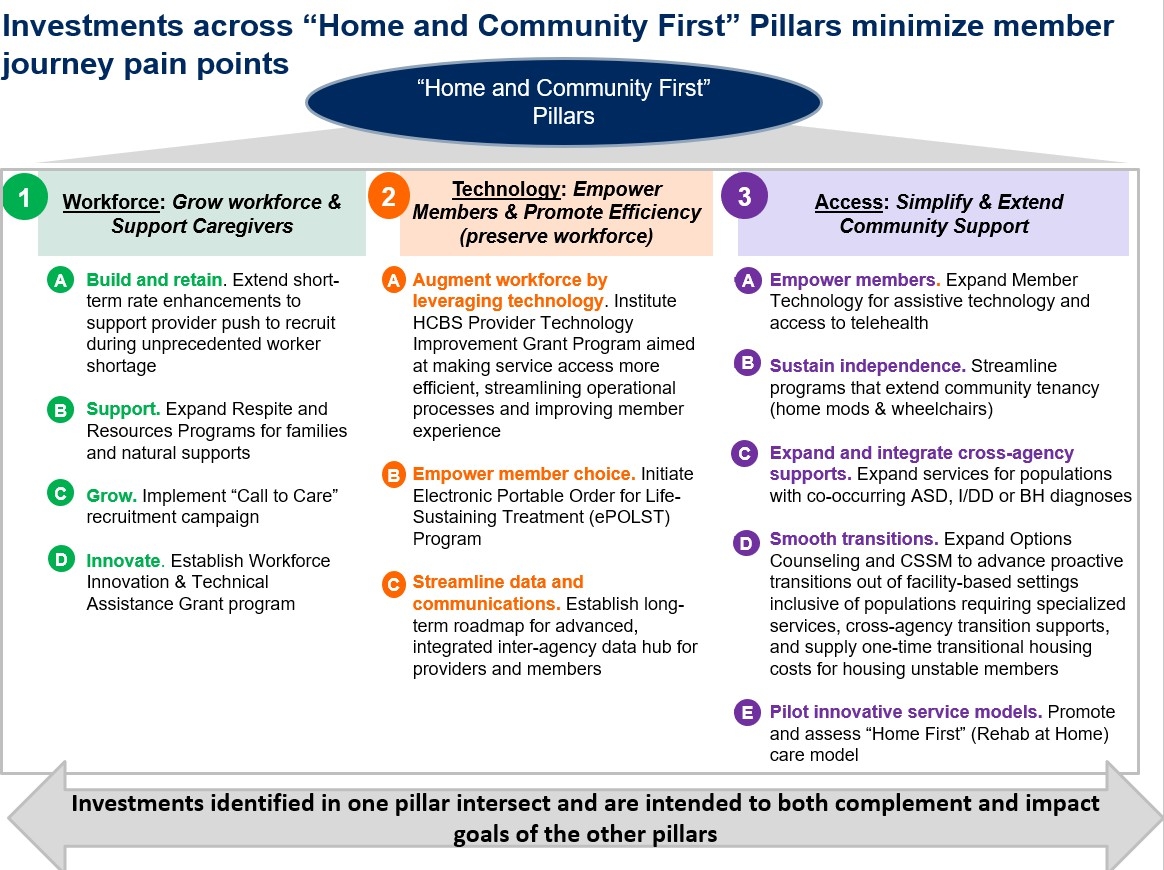 Investments across “Home and Community First” Pillars minimize member
journey pain points
“Home and Community First”
Pillars
1
Workforce: Grow workforce &
Support Caregivers
A
Build and retain. Extend short-
term rate enhancements to
support provider push to recruit
during unprecedented worker
shortage
B
Support. Expand Respite and
Resources Programs for families
and natural supports
C
Grow. Implement “Call to Care”
recruitment campaign
D
Innovate. Establish Workforce
Innovation & Technical
Assistance Grant program
2
Technology: Empower
Members & Promote Efficiency
(preserve workforce)
A
Augment workforce by
leveraging technology. Institute
HCBS Provider Technology
Improvement Grant Program aimed
at making service access more
efficient, streamlining operational
processes and improving member
experience
B
Empower member choice. Initiate
Electronic Portable Order for Life-
Sustaining Treatment (ePOLST)
Program
C
Streamline data and
communications. Establish long-
term roadmap for advanced,
integrated inter-agency data hub for
providers and members
3
Access: Simplify & Extend
Community Support
A
Empower members. Expand Member
Technology for assistive technology and
access to telehealth
B
Sustain independence. Streamline
programs that extend community tenancy
(home mods & wheelchairs)
C
Expand and integrate cross-agency
supports. Expand services for populations
with co-occurring ASD, I/DD or BH diagnoses
D
Smooth transitions. Expand Options
Counseling and CSSM to advance proactive
transitions out of facility-based settings
inclusive of populations requiring specialized
services, cross-agency transition supports,
and supply one-time transitional housing
costs for housing unstable members
E
Pilot innovative service models. Promote
and assess “Home First” (Rehab at Home)
care model
Investments identified in one pillar intersect and are intended to both complement and impact
goals of the other pillars